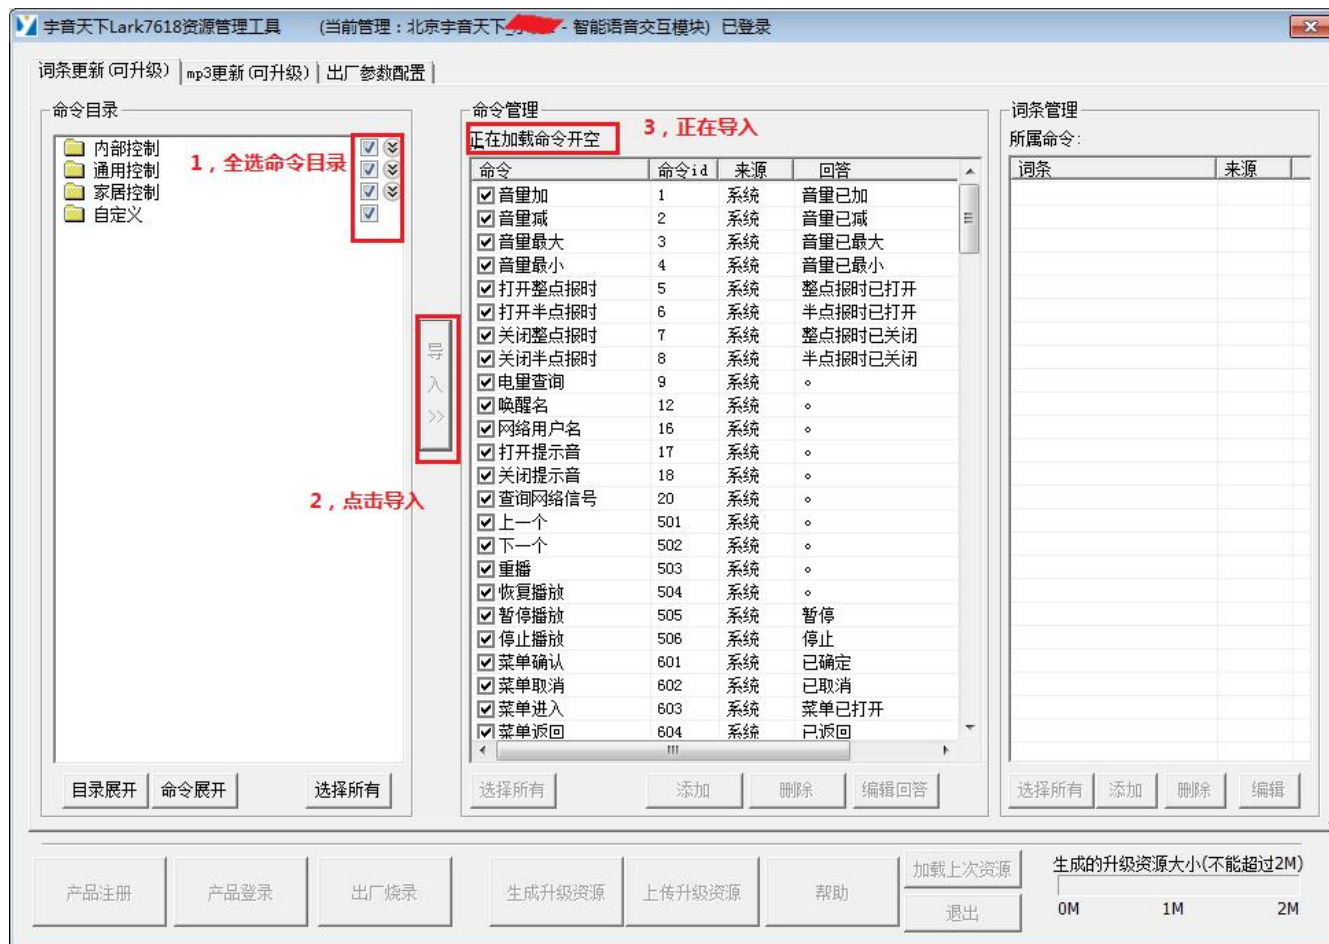 宇音天下Lark7618资源管理工具 (当前管理：北京宇音天下_ - 智能语音交互模块) 已登录
词条更新(可升级) mp3更新(可升级) 出厂参数配置
命令目录
内部控制
通用控制
家居控制
自定义
1，全选命令目录
导
入
>>
2，点击导入
目录展开 命令展开 选择所有
命令管理
正在加载命令开空 3，正在导入
命令 命令id 来源 回答
音量加 1 系统 音量已加
音量减 2 系统 音量已减
音量最大 3 系统 音量已最大
音量最小 4 系统 音量已最小
打开整点报时 5 系统 整点报时已打开
打开半点报时 6 系统 半点报时已打开
关闭整点报时 7 系统 整点报时已关闭
关闭半点报时 8 系统 半点报时已关闭
电量查询 9 系统 。
唤醒名 12 系统 。
网络用户名 16 系统 。
打开提示音 17 系统 。
关闭提示音 18 系统 。
查询网络信号 20 系统 。
上一个 501 系统 。
下一个 502 系统 。
重播 503 系统 。
恢复播放 504 系统 。
暂停播放 505 系统 暂停
停止播放 506 系统 停止
菜单确认 601 系统 已确定
菜单取消 602 系统 已取消
菜单进入 603 系统 菜单已打开
菜单返回 604 系统 已返回
选择所有 添加 删除 编辑回答
词条管理
所属命令:
词条 来源
选择所有 添加 删除 编辑
产品注册 产品登录 出厂烧录 生成升级资源 上传升级资源 帮助 加载上次资源
退出
生成的升级资源大小(不能超过2M)
0M 1M 2M